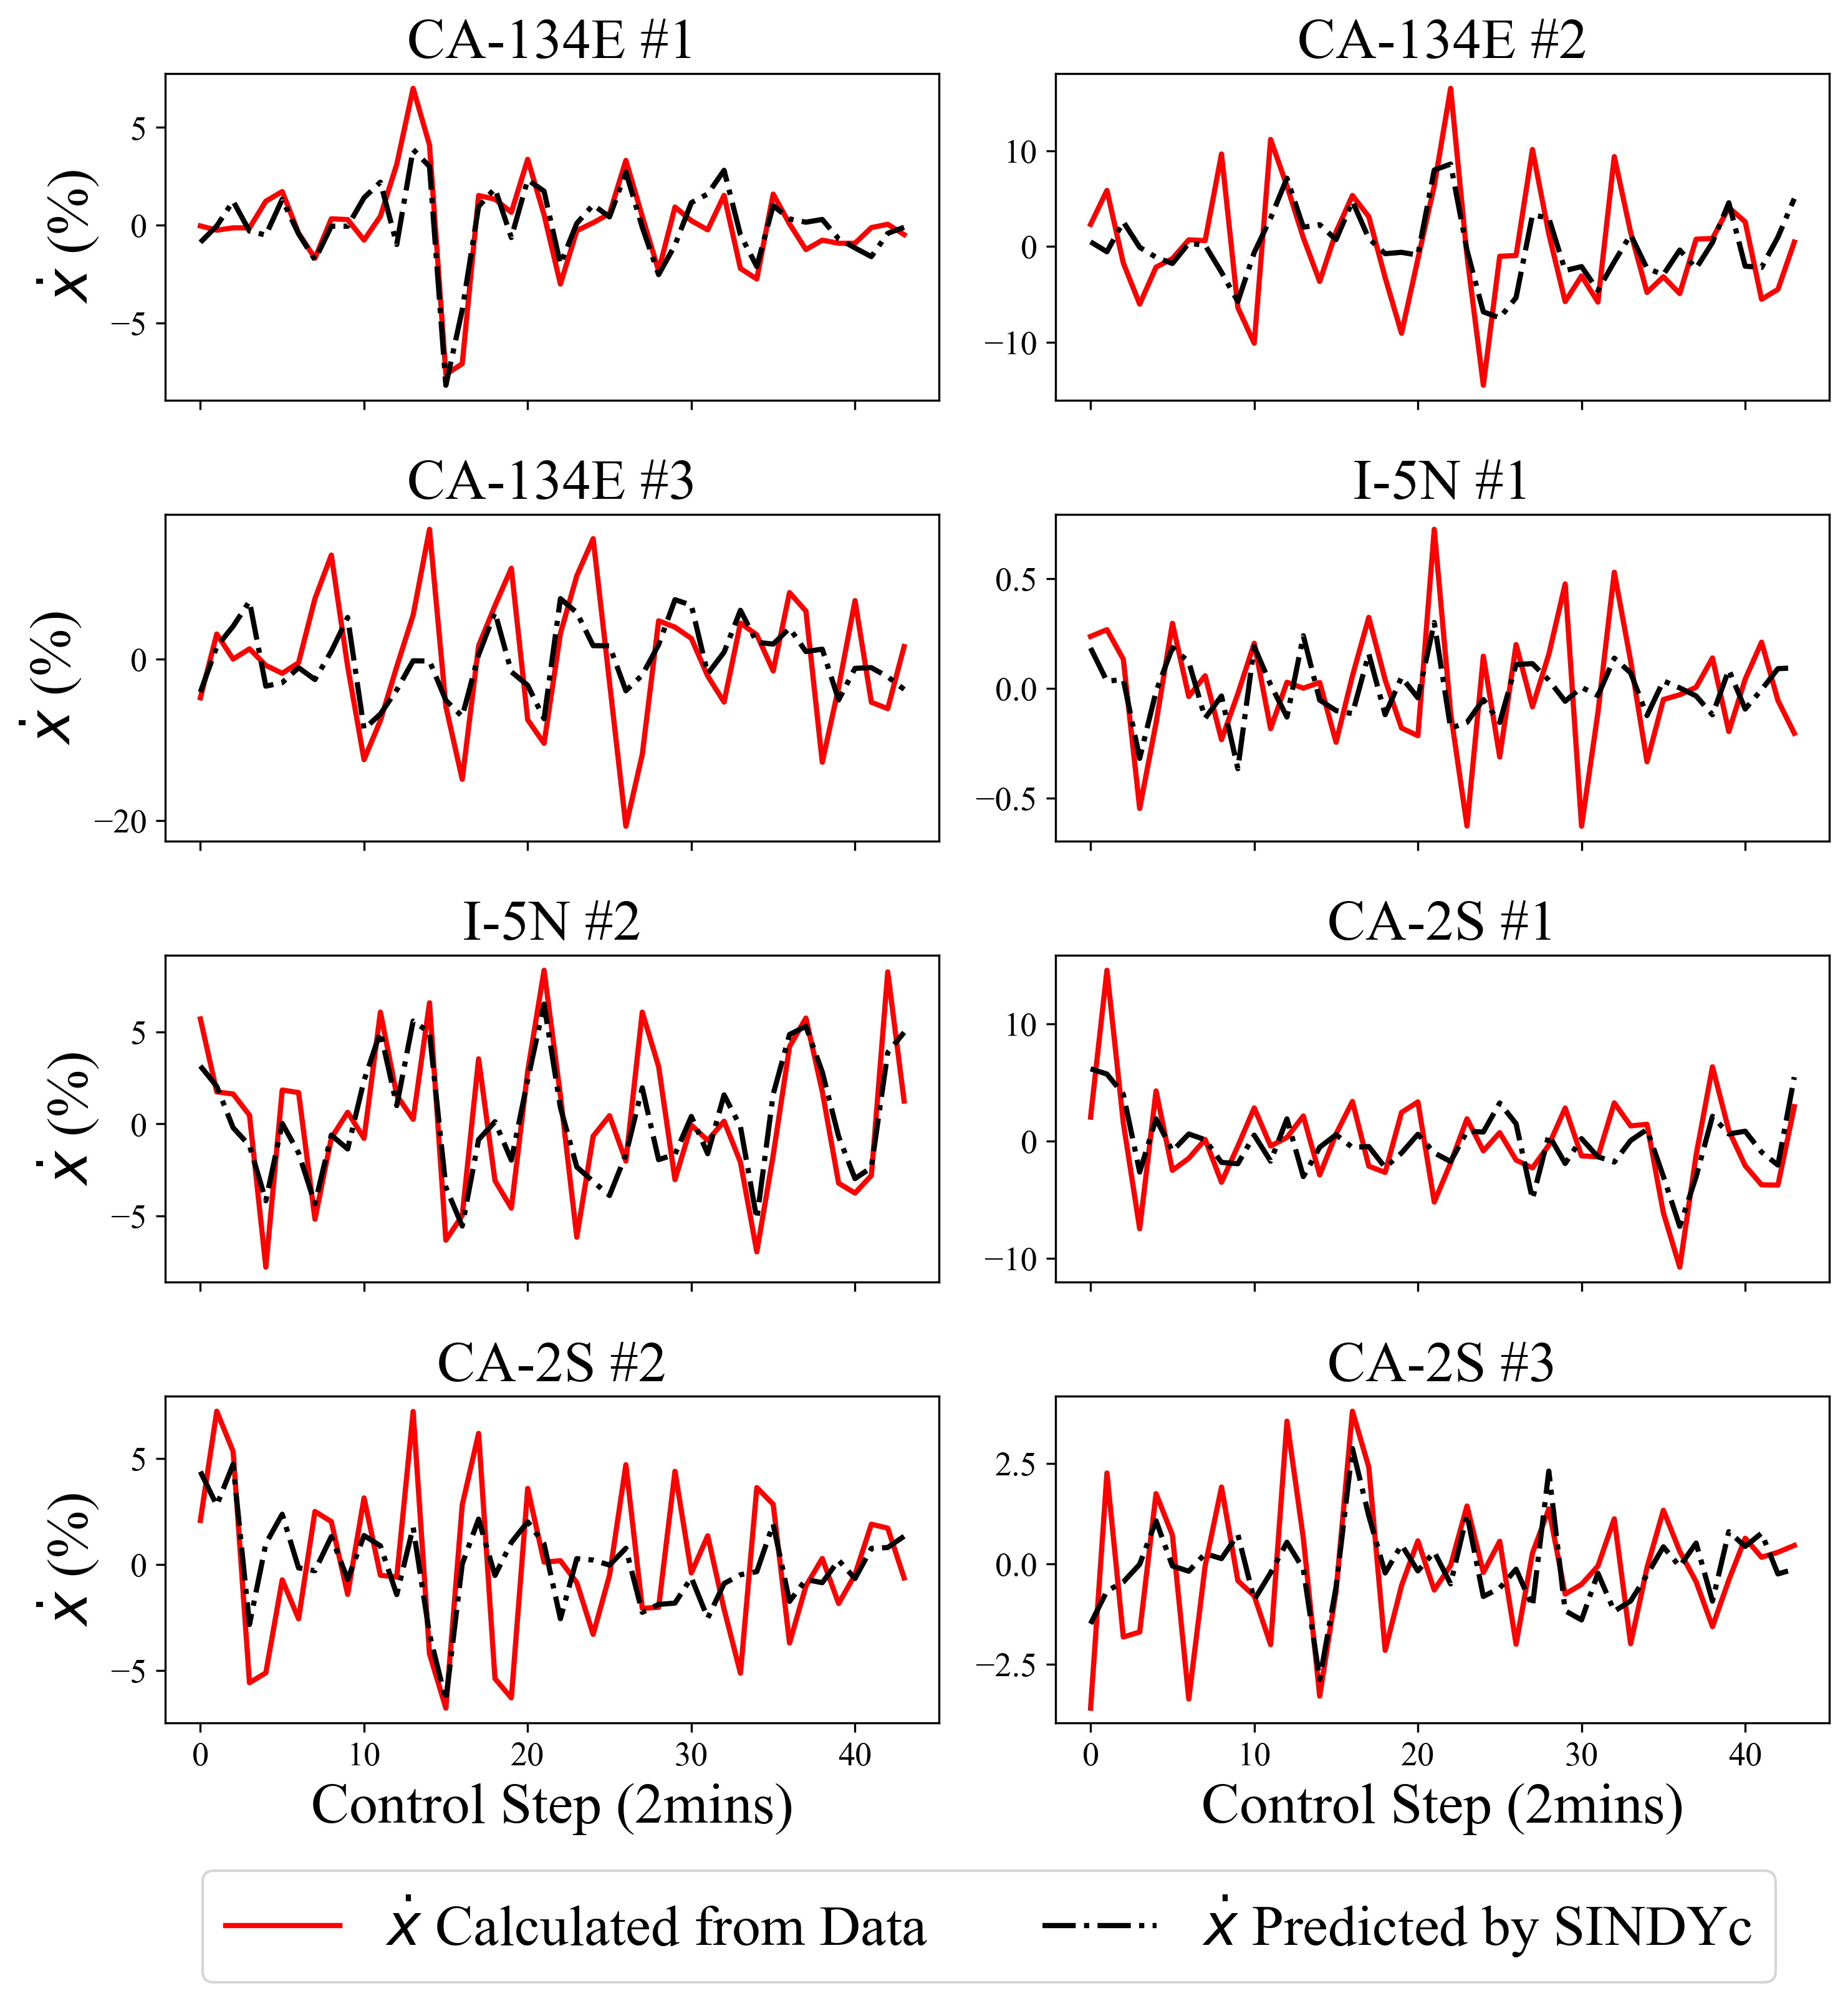 CA-134E #1
CA-134E #2
ẋ (%)
5
0
−5
10
0
−10
CA-134E #3
I-5N #1
ẋ (%)
0
−20
0.5
0.0
−0.5
I-5N #2
CA-2S #1
ẋ (%)
5
0
−5
10
0
−10
CA-2S #2
CA-2S #3
ẋ (%)
5
0
−5
2.5
0.0
−2.5
0 10 20 30 40
0 10 20 30 40
Control Step (2mins)
Control Step (2mins)
ẋ Calculated from Data
ẋ Predicted by SINDYc